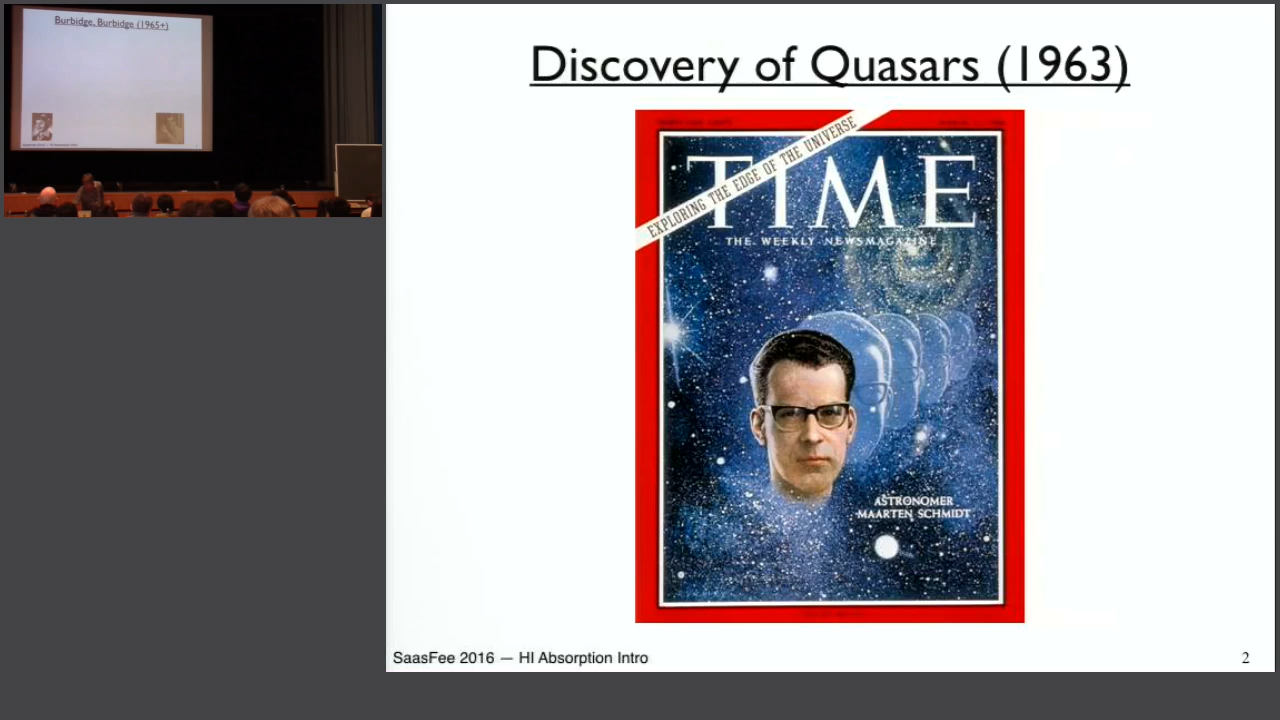 Burbidge, Burbidge (1965+)
Discovery of Quasars (1963)
EXPLORING THE EDGE OF THE UNIVERSE
TIME
THE WEEKLY NEWSMAGAZINE
ASTRONOMER
MAARTEN SCHMIDT
SaasFee 2016 — HI Absorption Intro
2